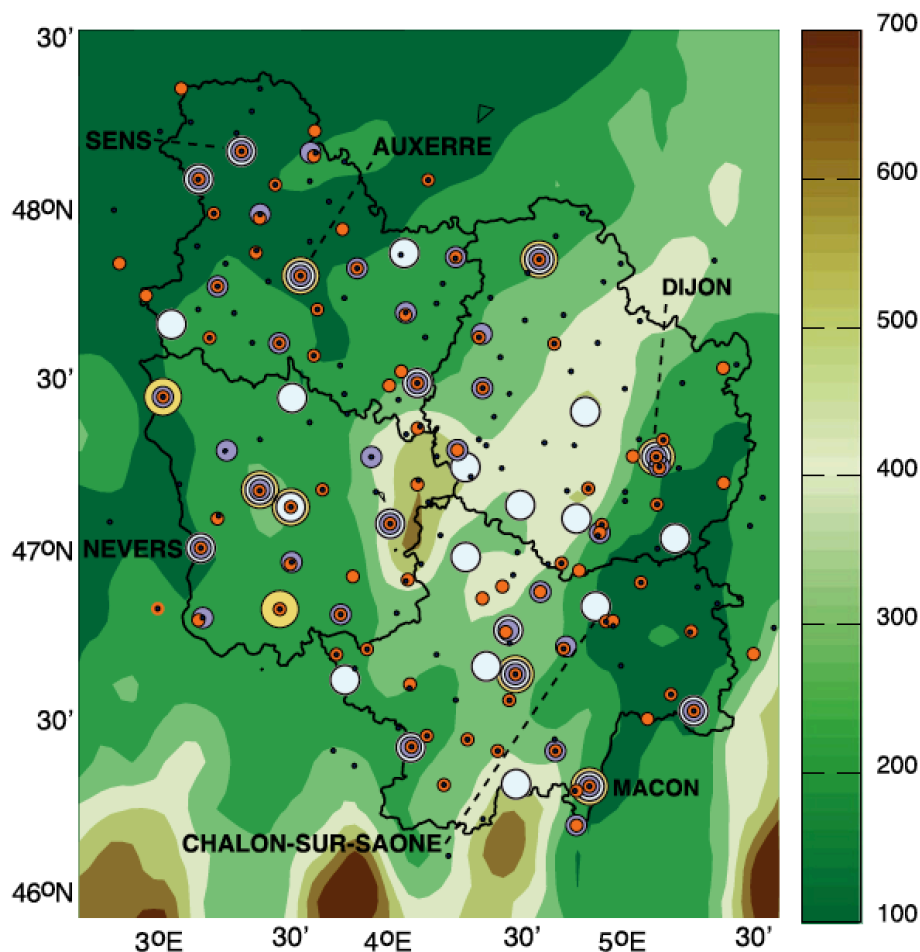 30'
700
SENS
AUXERRE
600
48ºN
DIJON
500
30'
400
47ºN
NEVERS
300
30'
200
MACON
CHALON-SUR-SAONE
46ºN
100
3ºE
30'
4ºE
30'
5ºE
30'